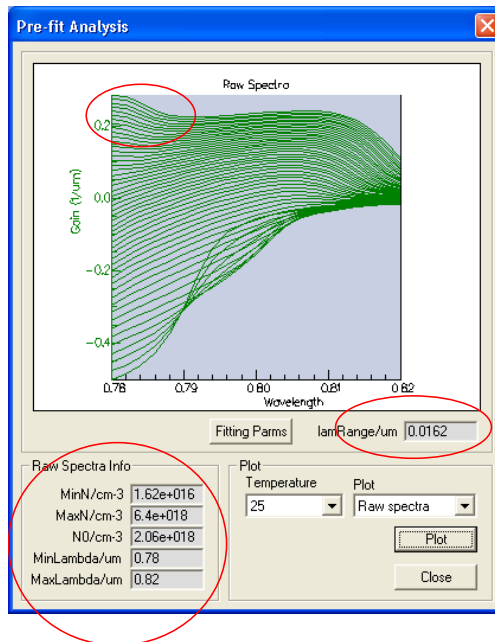 Pre-fit Analysis
Raw Spectra
Gain (1/um)
0.2
0.0
-0.2
-0.4
0.78 0.79 0.80 0.81 0.82
Wavelength
Fitting Parms lamRange/um 0.0162
Raw Spectra Info
MinN/cm-3 1.62e+016
MaxN/cm-3 6.4e+018
N0/cm-3 2.06e+018
MinLambda/um 0.78
MaxLambda/um 0.82
Plot
Temperature Plot
25 Raw spectra
Plot
Close